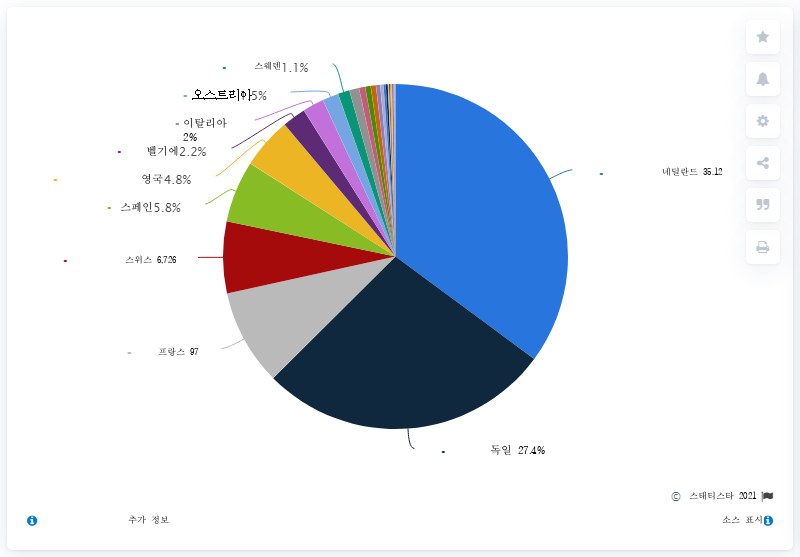 스웨덴1.1%
오스트리아5%
이탈리아
2%
벨기에2.2%
영국4.8%
스페인5.8%
네덜란드 35.12
스위스 6.726
프랑스 97
독일 27.4%
© 스태티스타 2021
추가 정보
소스 표시